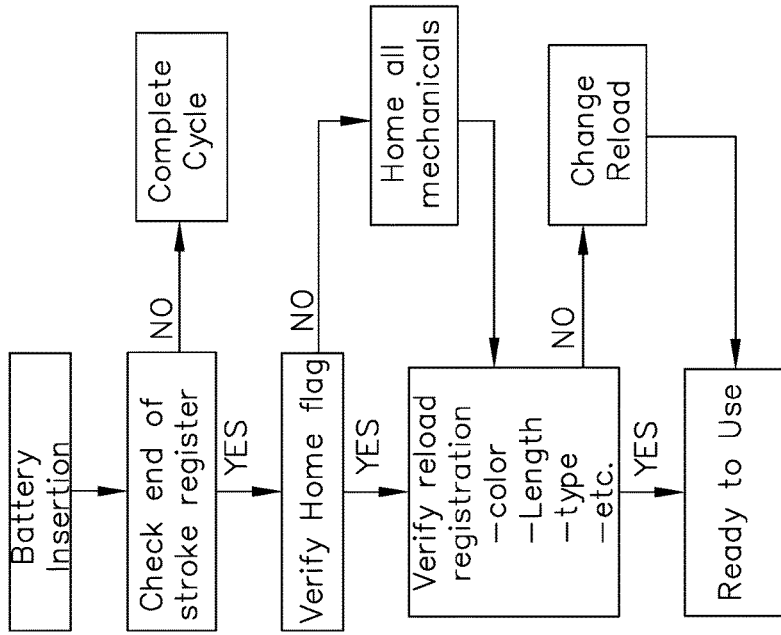 Battery
Insertion
Check end of
stroke register
NO
Complete
Cycle
YES
Verify Home flag
NO
Home all
mechanicals
YES
Verify reload
registration
-color
-Length
-type
-etc.
NO
Change
Reload
YES
Ready to Use